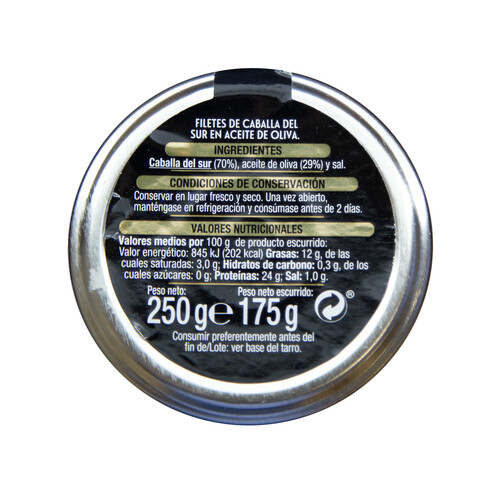 FILETES DE CABALLA DEL
SUR EN ACEITE DE OLIVA.
INGREDIENTES
Caballa del sur (70%), aceite de oliva (29%) y sal.
CONDICIONES DE CONSERVACIÓN
Conservar en lugar fresco y seco. Una vez abierto,
manténgase en refrigeración y consúmase antes de 2 días.
VALORES NUTRICIONALES
Valores medios por 100 g de producto escurrido:
Valor energético: 845 kJ (202 kcal) Grasas: 12 g, de las
cuales saturadas: 3,0 g; Hidratos de carbono: 0,3 g, de los
cuales azúcares: 0 g; Proteínas: 24 g; Sal: 1,0 g.
Peso neto: Peso neto escurrido:
250 g e 175 g ®
Consumir preferentemente antes del
fin de/Lote: ver base del tarro.